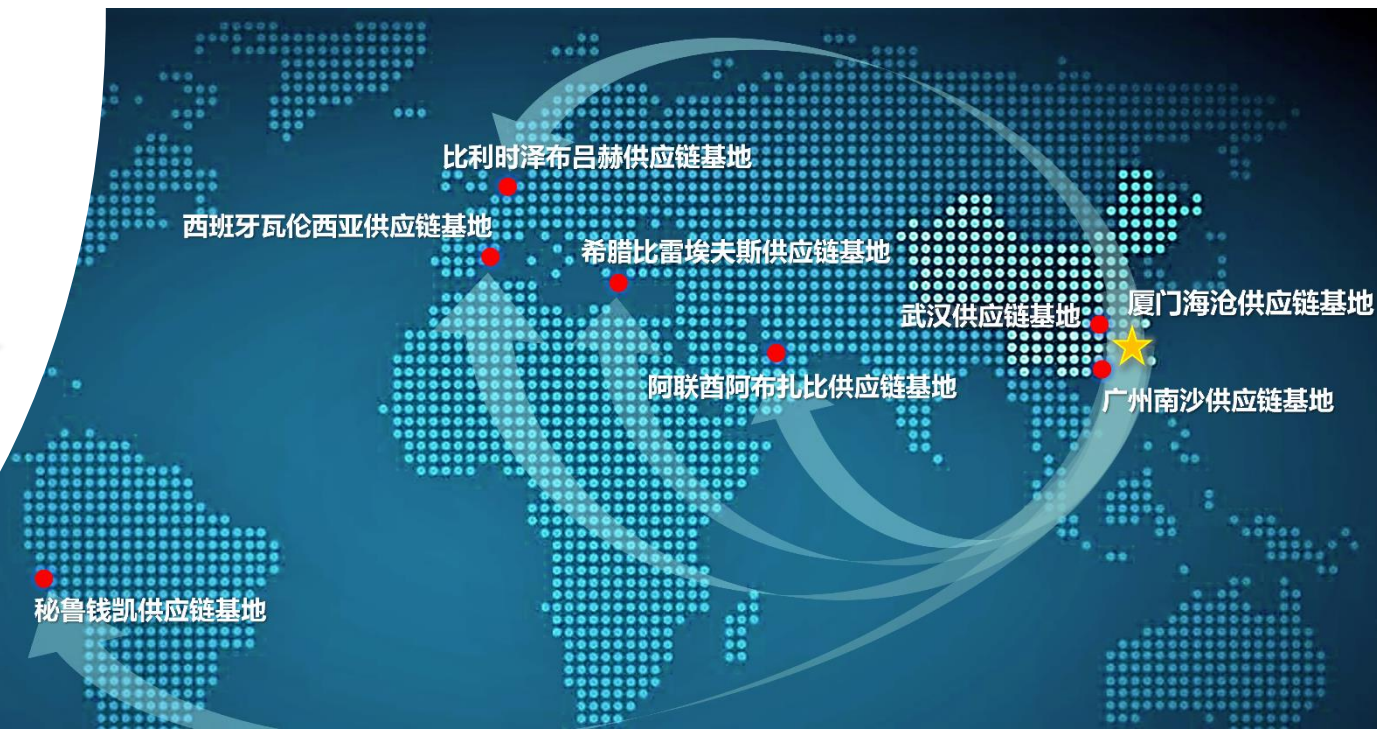 比利时泽布吕赫供应链基地
西班牙瓦伦西亚供应链基地
希腊比雷埃夫斯供应链基地
武汉供应链基地
厦门海沧供应链基地
阿联酋阿布扎比供应链基地
广州南沙供应链基地
秘鲁钱凯供应链基地